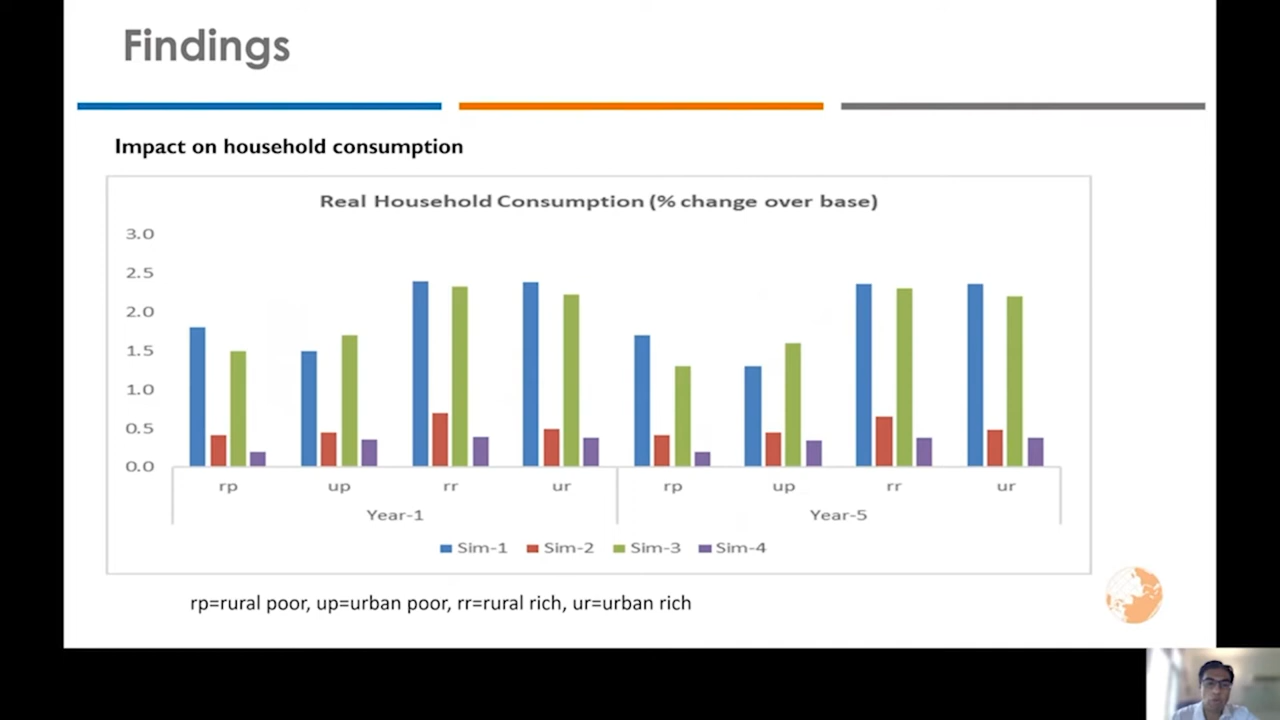 Findings
Impact on household consumption
Real Household Consumption (% change over base)
3.0
2.5
2.0
1.5
1.0
0.5
0.0
rp up rr ur rp up rr ur
Year-1 Year-5
Sim-1 Sim-2 Sim-3 Sim-4
rp=rural poor, up=urban poor, rr=rural rich, ur=urban rich